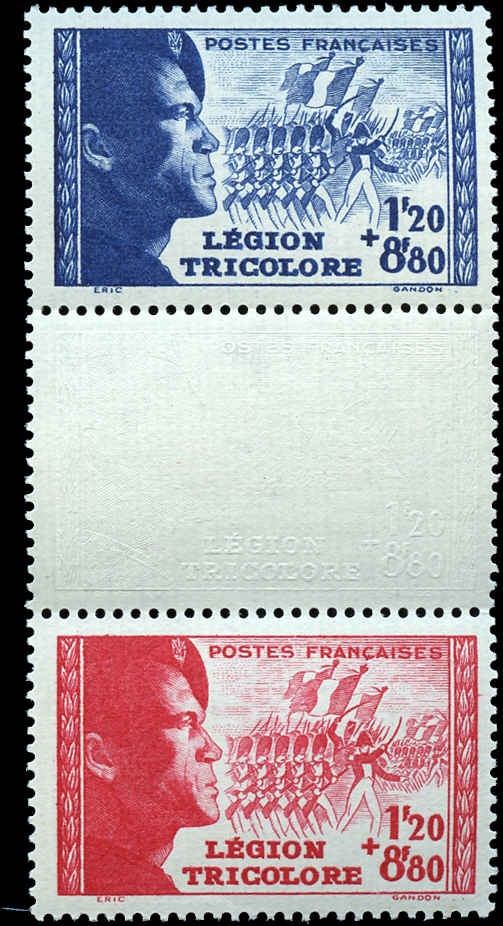 POSTES FRANÇAISES
1F20
LÉGION +8F80
TRICOLORE
ERIC GANDON
OSTES FRANÇAISES
1F20
LÉGION +8F80
TRICOLORE
POSTES FRANÇAISES
1F20
LÉGION +8F80
TRICOLORE
ERIC GANDON